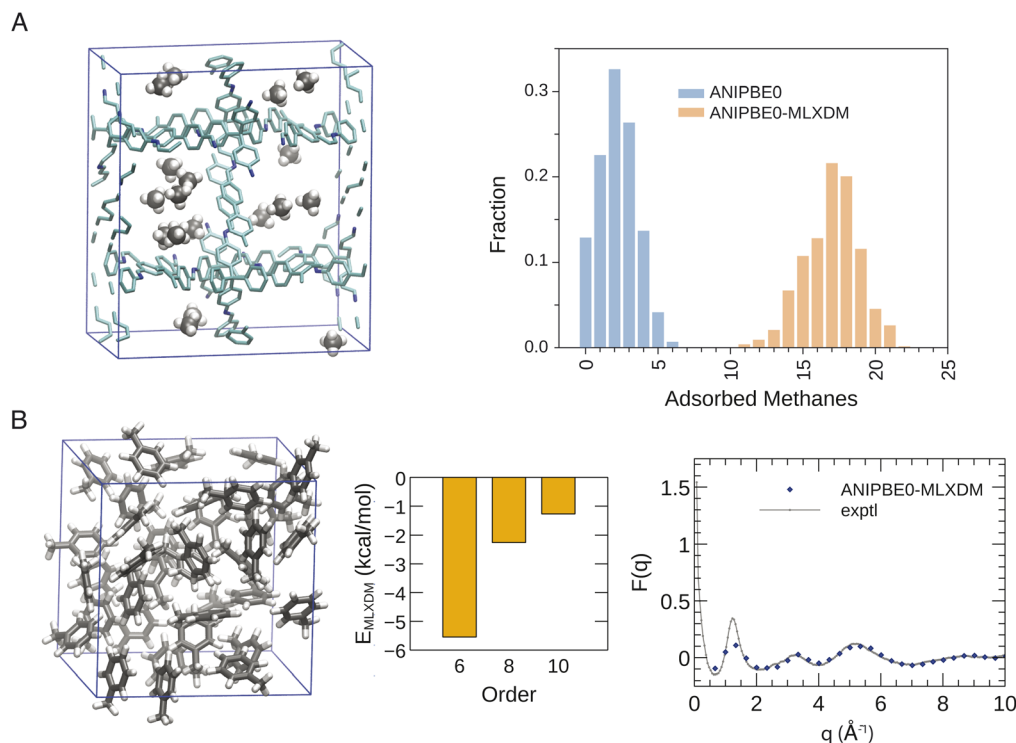 A
0.3
0.2
0.1
0.0
Fraction
ANIPBE0
ANIPBE0-MLXDM
0
5
10
15
20
25
Adsorbed Methanes
B
0
−1
−2
−3
−4
−5
−6
E_MLXDM (kcal/mol)
6 8 10
Order
1.5
1
0.5
0
F(q)
ANIPBE0-MLXDM
exptl
0 2 4 6 8 10
q (Å⁻¹)